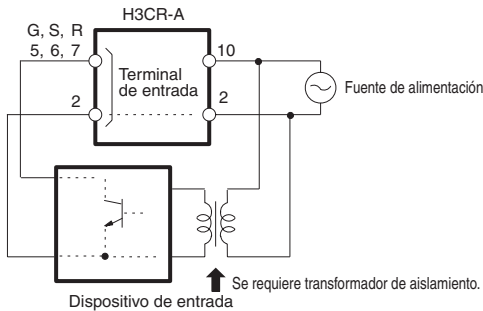 H3CR-A
G, S, R
5, 6, 7
10
Terminal
de entrada
2
2
Fuente de alimentación
Se requiere transformador de aislamiento.
Dispositivo de entrada